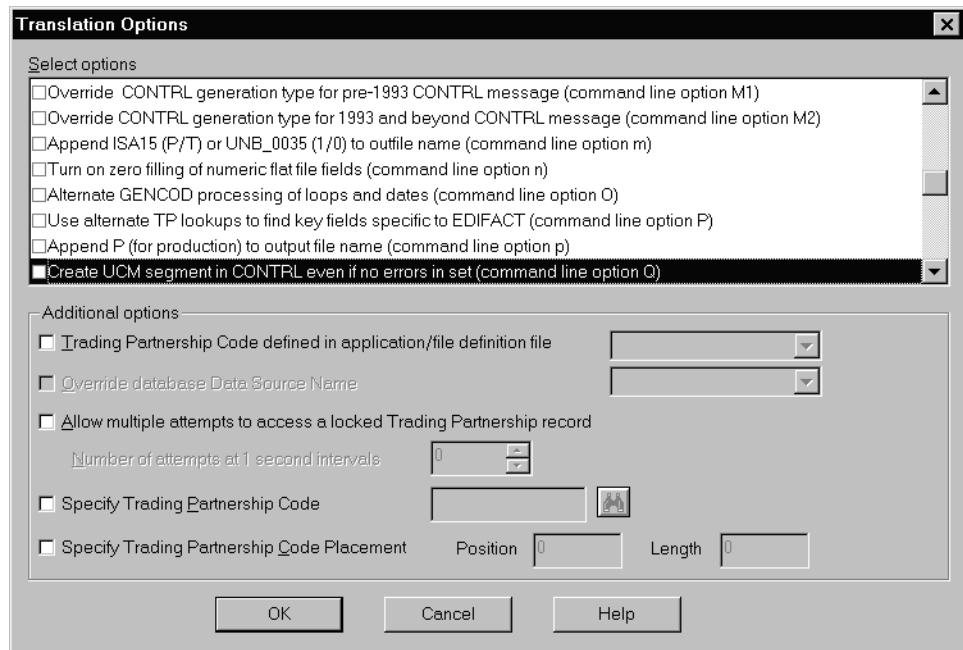 Translation Options
Select options
Override CONTRL generation type for pre-1993 CONTRL message (command line option M1)
Override CONTRL generation type for 1993 and beyond CONTRL message (command line option M2)
Append ISA15 (P/T) or UNB_0035 (1/0) to outfile name (command line option m)
Turn on zero filling of numeric flat file fields (command line option n)
Alternate GENCOD processing of loops and dates (command line option O)
Use alternate TP lookups to find key fields specific to EDIFACT (command line option P)
Append P (for production) to output file name (command line option p)
Create UCM segment in CONTRL even if no errors in set (command line option Q)
Additional options
Trading Partnership Code defined in application/file definition file
Override database Data Source Name
Allow multiple attempts to access a locked Trading Partnership record
Number of attempts at 1 second intervals 0
Specify Trading Partnership Code
Specify Trading Partnership Code Placement Position 0 Length 0
OK Cancel Help